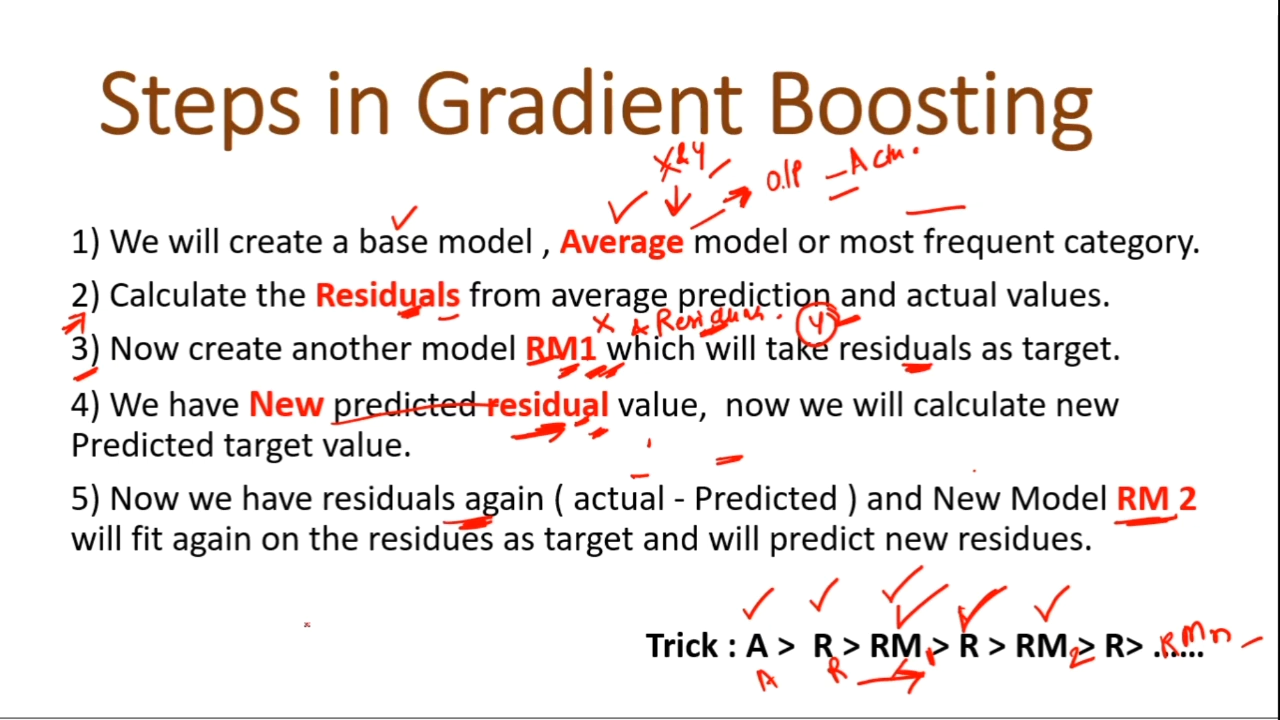 Steps in Gradient Boosting
X & Y
O.P
1) We will create a base model , Average model or most frequent category.
2) Calculate the Residuals from average prediction and actual values.
X & Residuals. Y
3) Now create another model RM1 which will take residuals as target.
4) We have New predicted residual value, now we will calculate new
Predicted target value.
5) Now we have residuals again ( actual - Predicted ) and New Model RM 2
will fit again on the residues as target and will predict new residues.
Trick : A > R > RM1 > R > RM2 > R> ...... RMn
A R